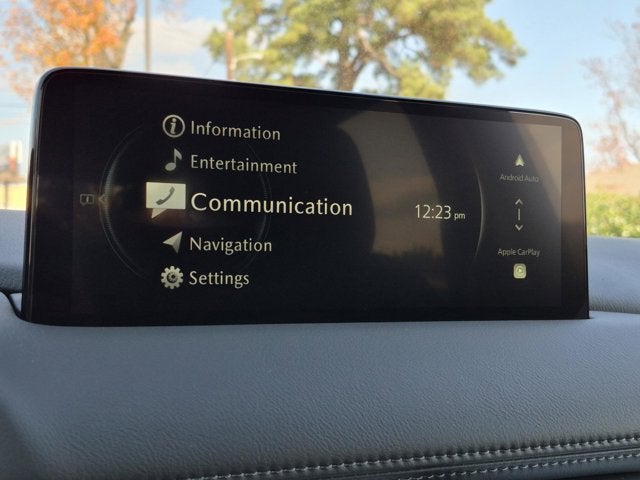 Information
Entertainment
Communication
Navigation
Settings
12:23 pm
Android Auto
Apple CarPlay